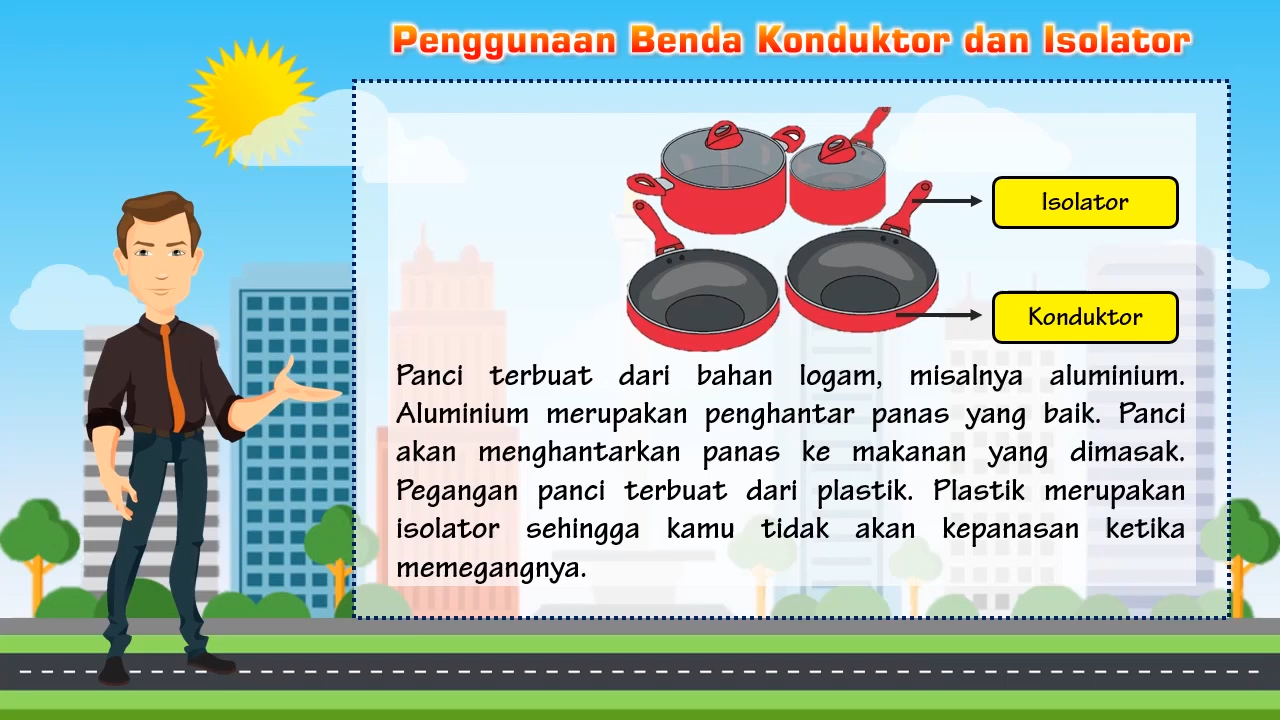 Penggunaan Benda Konduktor dan Isolator
Isolator
Konduktor
Panci terbuat dari bahan logam, misalnya aluminium.
Aluminium merupakan penghantar panas yang baik. Panci
akan menghantarkan panas ke makanan yang dimasak.
Pegangan panci terbuat dari plastik. Plastik merupakan
isolator sehingga kamu tidak akan kepanasan ketika
memegangnya.